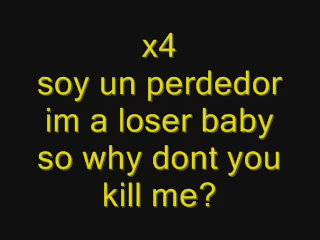 x4
soy un perdedor
im a loser baby
so why dont you
kill me?